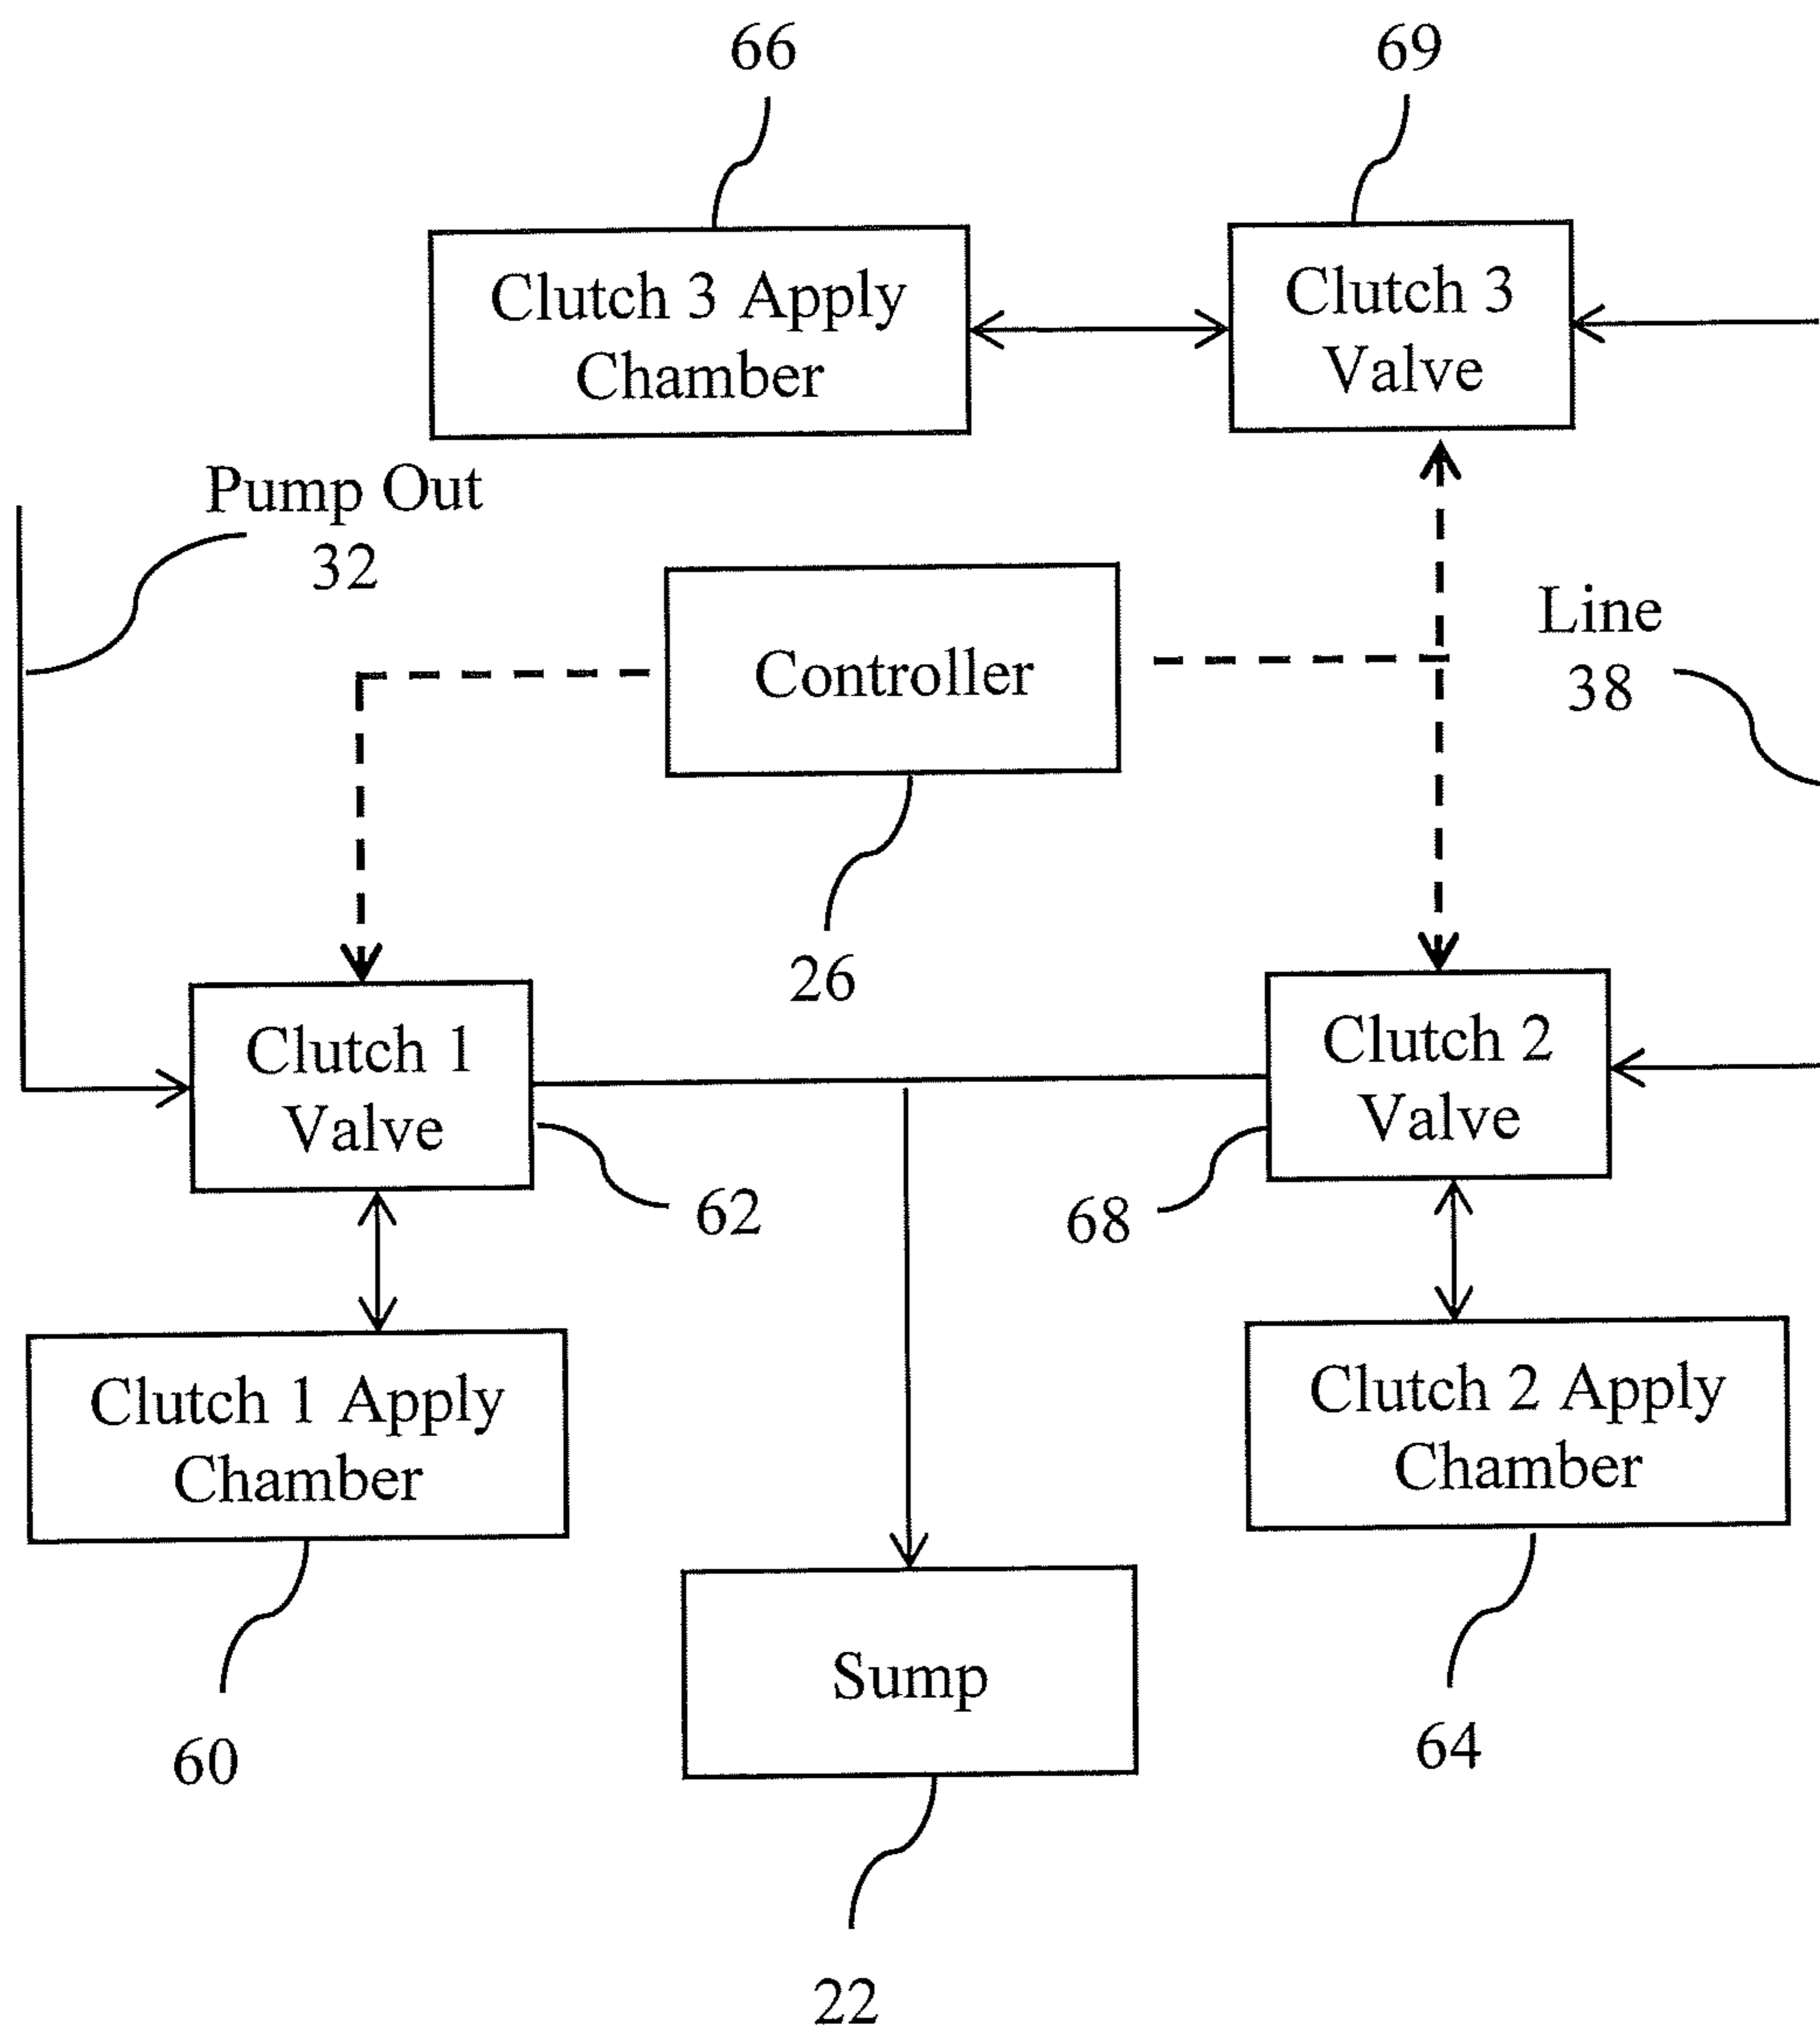 66
69
Clutch 3 Apply
Chamber
Clutch 3
Valve
Pump Out
32
Controller
Line
38
26
Clutch 1
Valve
Clutch 2
Valve
62
68
Clutch 1 Apply
Chamber
Clutch 2 Apply
Chamber
Sump
60
64
22